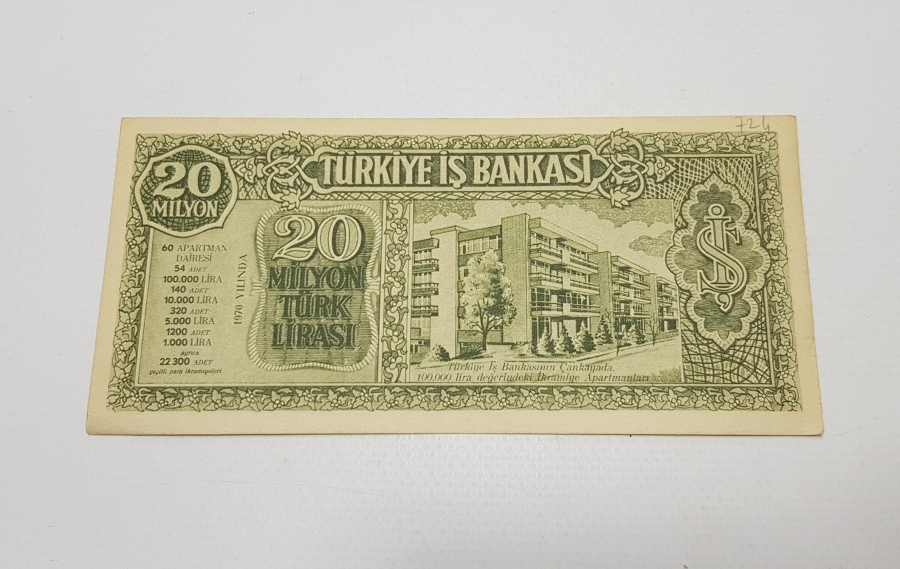 724
TÜRKİYE İŞ BANKASI
20
MİLYON
60 APARTMAN
DAİRESİ
54 ADET
100.000 LİRA
140 ADET
10.000 LİRA
320 ADET
5.000 LİRA
1200 ADET
1.000 LİRA
ayrıca
22 300 ADET
çeşitli para ikramiyeleri
1970 YILINDA
20
MİLYON
TÜRK
LİRASI
Türkiye İş Bankasının Çankayada,
100.000 lira değerindeki İkramiye Apartmanları
İŞ